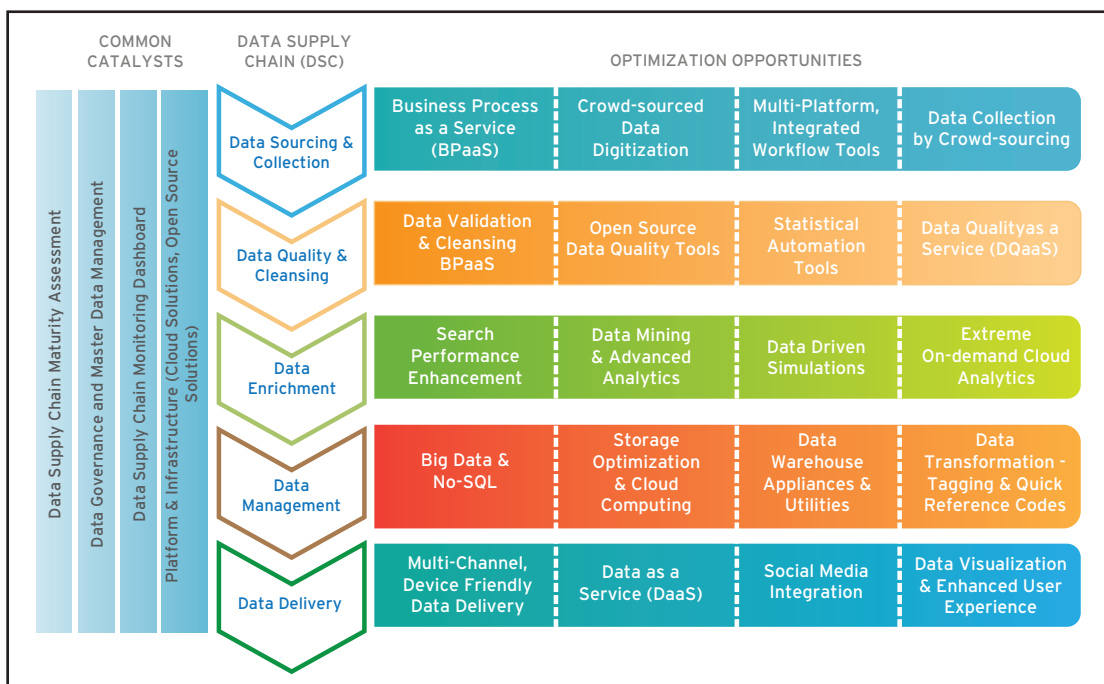 COMMON
CATALYSTS
DATA SUPPLY
CHAIN (DSC)
OPTIMIZATION OPPORTUNITIES
Data Supply Chain Maturity Assessment
Data Governance and Master Data Management
Data Supply Chain Monitoring Dashboard
Platform & Infrastructure (Cloud Solutions, Open Source
Solutions)
Data Sourcing &
Collection
Business Process
as a Service
(BPaaS)
Crowd-sourced
Data
Digitization
Multi-Platform,
Integrated
Workflow Tools
Data Collection
by Crowd-sourcing
Data Quality &
Cleansing
Data Validation
& Cleansing
BPaaS
Open Source
Data Quality Tools
Statistical
Automation
Tools
Data Qualityas a
Service (DQaaS)
Data
Enrichment
Search
Performance
Enhancement
Data Mining
& Advanced
Analytics
Data Driven
Simulations
Extreme
On-demand Cloud
Analytics
Data
Management
Big Data &
No-SQL
Storage
Optimization
& Cloud
Computing
Data
Warehouse
Appliances &
Utilities
Data
Transformation -
Tagging & Quick
Reference Codes
Data Delivery
Multi-Channel,
Device Friendly
Data Delivery
Data as a
Service (DaaS)
Social Media
Integration
Data Visualization
& Enhanced User
Experience